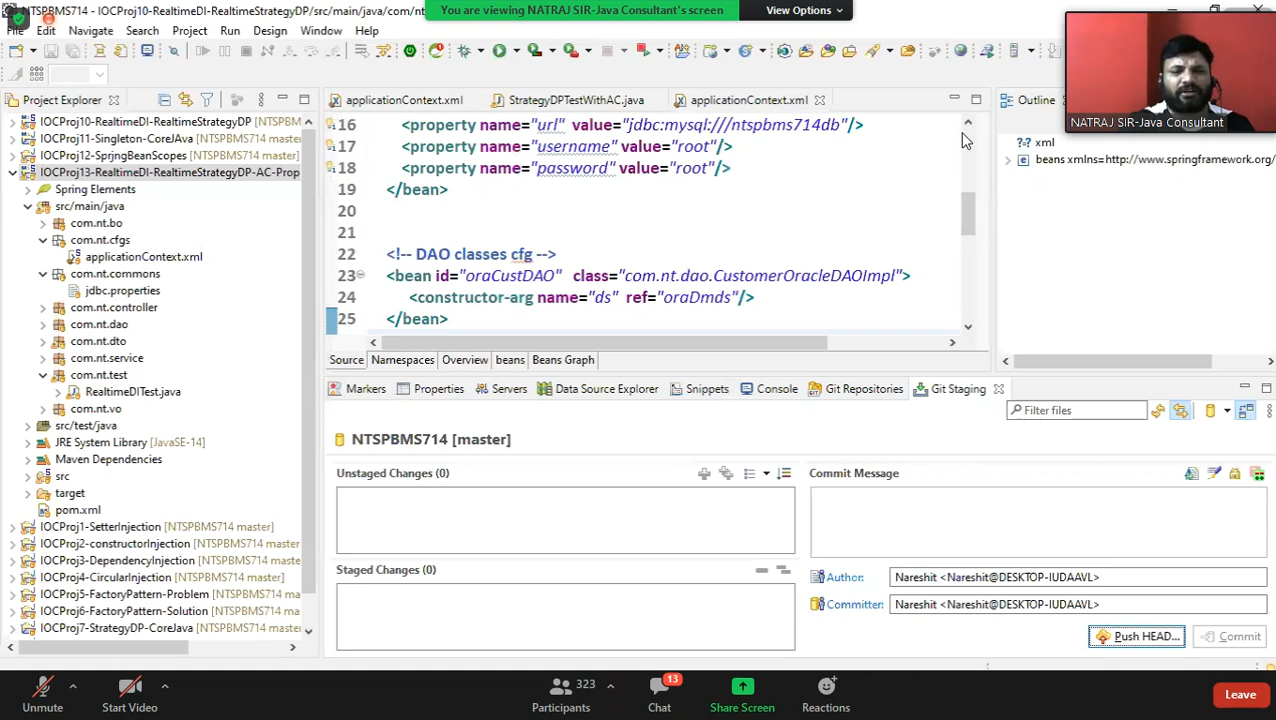 NTSPBMS714 - IOCProj10-RealtimeDI-RealtimeStrategyDP/src/main/java/com/nt
You are viewing NATRAJ SIR-Java Consultant's screen
View Options
File Edit Navigate Search Project Run Design Window Help
Project Explorer
IOCProj10-RealtimeDI-RealtimeStrategyDP [NTSPBMS
IOCProj11-Singleton-CoreJAva [NTSPBMS714 master]
IOCProj12-SprjngBeanScopes [NTSPBMS714 master]
IOCProj13-RealtimeDI-RealtimeStrategyDP-AC-Prop
Spring Elements
src/main/java
com.nt.bo
com.nt.cfgs
applicationContext.xml
com.nt.commons
jdbc.properties
com.nt.controller
com.nt.dao
com.nt.dto
com.nt.service
com.nt.test
RealtimeDITest.java
com.nt.vo
src/test/java
JRE System Library [JavaSE-14]
Maven Dependencies
src
target
pom.xml
IOCProj1-SetterInjection [NTSPBMS714 master]
IOCProj2-constructorInjection [NTSPBMS714 master]
IOCProj3-DependencyInjection [NTSPBMS714 master]
IOCProj4-CircularInjection [NTSPBMS714 master]
IOCProj5-FactoryPattern-Problem [NTSPBMS714 mas
IOCProj6-FactoryPattern-Solution [NTSPBMS714 mas
IOCProj7-StrategyDP-CoreJava [NTSPBMS714 master]
applicationContext.xml
StrategyDPTestWithAC.java
applicationContext.xml
16 <property name="url" value="jdbc:mysql:///ntspbms714db"/>
17 <property name="username" value="root"/>
18 <property name="password" value="root"/>
19 </bean>
20
21
22 <!-- DAO classes cfg -->
23 <bean id="oraCustDAO" class="com.nt.dao.CustomerOracleDAOImpl">
24 <constructor-arg name="ds" ref="oraDmds"/>
25 </bean>
Source Namespaces Overview beans Beans Graph
NATRAJ SIR-Java Consultant
Outline
xml
beans xmlns=http://www.springframework.org/
Markers Properties Servers Data Source Explorer Snippets Console Git Repositories Git Staging
Filter files
NTSPBMS714 [master]
Unstaged Changes (0)
Staged Changes (0)
Commit Message
Author: Nareshit <Nareshit@DESKTOP-IUDAAVL>
Committer: Nareshit <Nareshit@DESKTOP-IUDAAVL>
Push HEAD...
Commit
Unmute
Start Video
323
Participants
13
Chat
Share Screen
Reactions
Leave